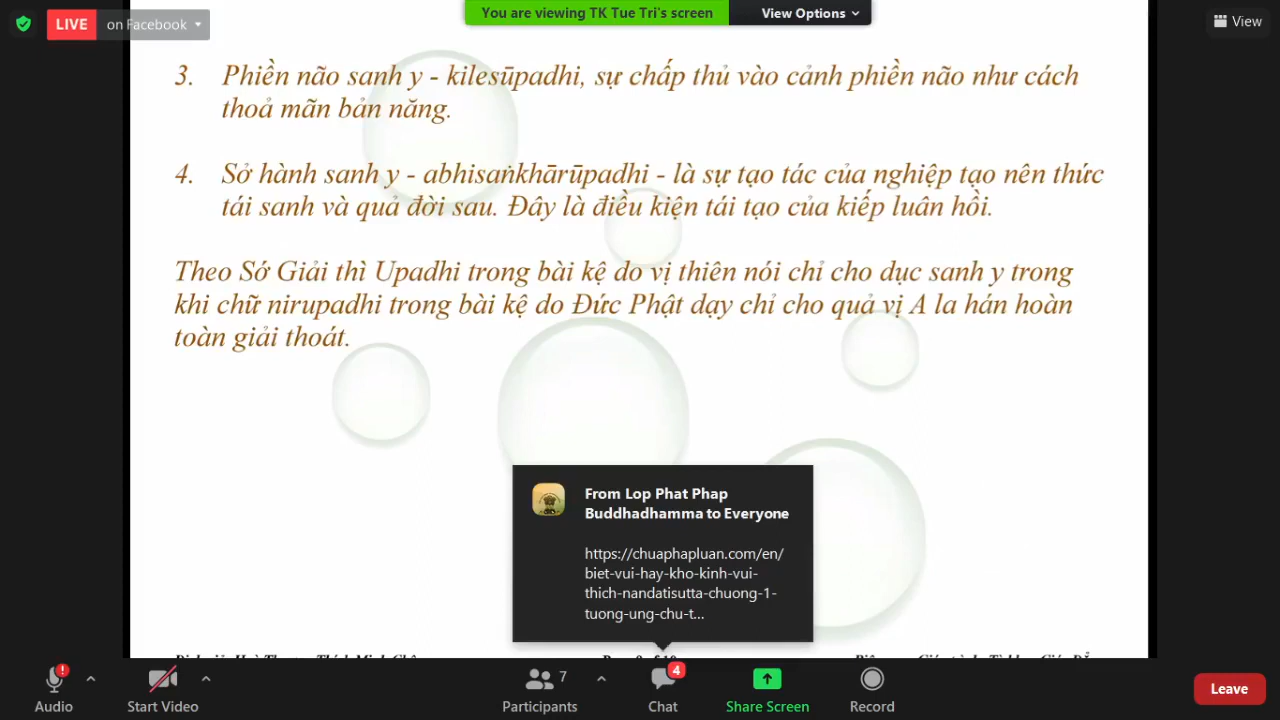 LIVE on Facebook
You are viewing TK Tue Tri's screen View Options
View
3. Phiền não sanh y - kilesūpadhi, sự chấp thủ vào cảnh phiền não như cách
thoả mãn bản năng.
4. Sở hành sanh y - abhisaṅkhārūpadhi - là sự tạo tác của nghiệp tạo nên thức
tái sanh và quả đời sau. Đây là điều kiện tái tạo của kiếp luân hồi.
Theo Sớ Giải thì Upadhi trong bài kệ do vị thiên nói chỉ cho dục sanh y trong
khi chữ nirupadhi trong bài kệ do Đức Phật dạy chỉ cho quả vị A la hán hoàn
toàn giải thoát.
From Lop Phat Phap
Buddhadhamma to Everyone
https://chuaphapluan.com/en/
biet-vui-hay-kho-kinh-vui-
thich-nandatisutta-chuong-1-
tuong-ung-chu-t...
! 7 4
Audio Start Video Participants Chat Share Screen Record Leave